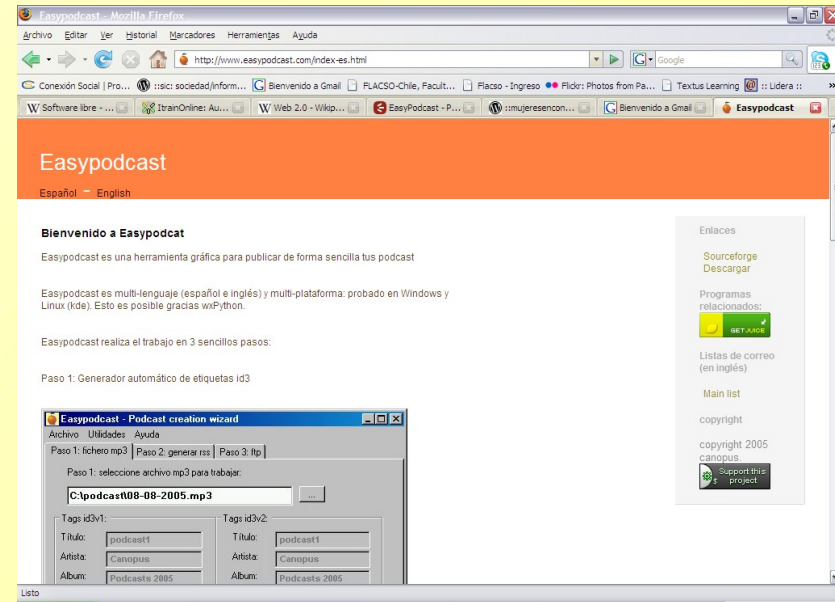 Easypodcast - Mozilla Firefox
Archivo Editar Ver Historial Marcadores Herramientas Ayuda
http://www.easypodcast.com/index-es.html
Google
Conexión Social | Pro... ::sic: sociedad/inform... Bienvenido a Gmail FLACSO-Chile, Facult... Flacso - Ingreso Flickr: Photos from Pa... Textus Learning :: Lidera :: »
Software libre - ... ItrainOnline: Au... Web 2.0 - Wikip... EasyPodcast - P... ::mujeresencon... Bienvenido a Gmail Easypodcast
Easypodcast
Español – English
Bienvenido a Easypodcat
Easypodcast es una herramienta gráfica para publicar de forma sencilla tus podcast
Easypodcast es multi-lenguaje (español e inglés) y multi-plataforma: probado en Windows y
Linux (kde). Esto es posible gracias wxPython.
Easypodcast realiza el trabajo en 3 sencillos pasos:
Paso 1: Generador automático de etiquetas id3
Easypodcast - Podcast creation wizard
Archivo Utilidades Ayuda
Paso 1: fichero mp3 Paso 2: generar rss Paso 3: ftp
Paso 1: seleccione archivo mp3 para trabajar:
C:\podcast\08-08-2005.mp3 ...
Tags id3v1: Tags id3v2:
Título: podcast1 Título: podcast1
Artista: Canopus Artista: Canopus
Album: Podcasts 2005 Album: Podcasts 2005
Enlaces
Sourceforge
Descargar
Programas
relacionados:
GETJUICE
Listas de correo
(en inglés)
Main list
copyright
copyright 2005
canopus.
Support this
project
Listo